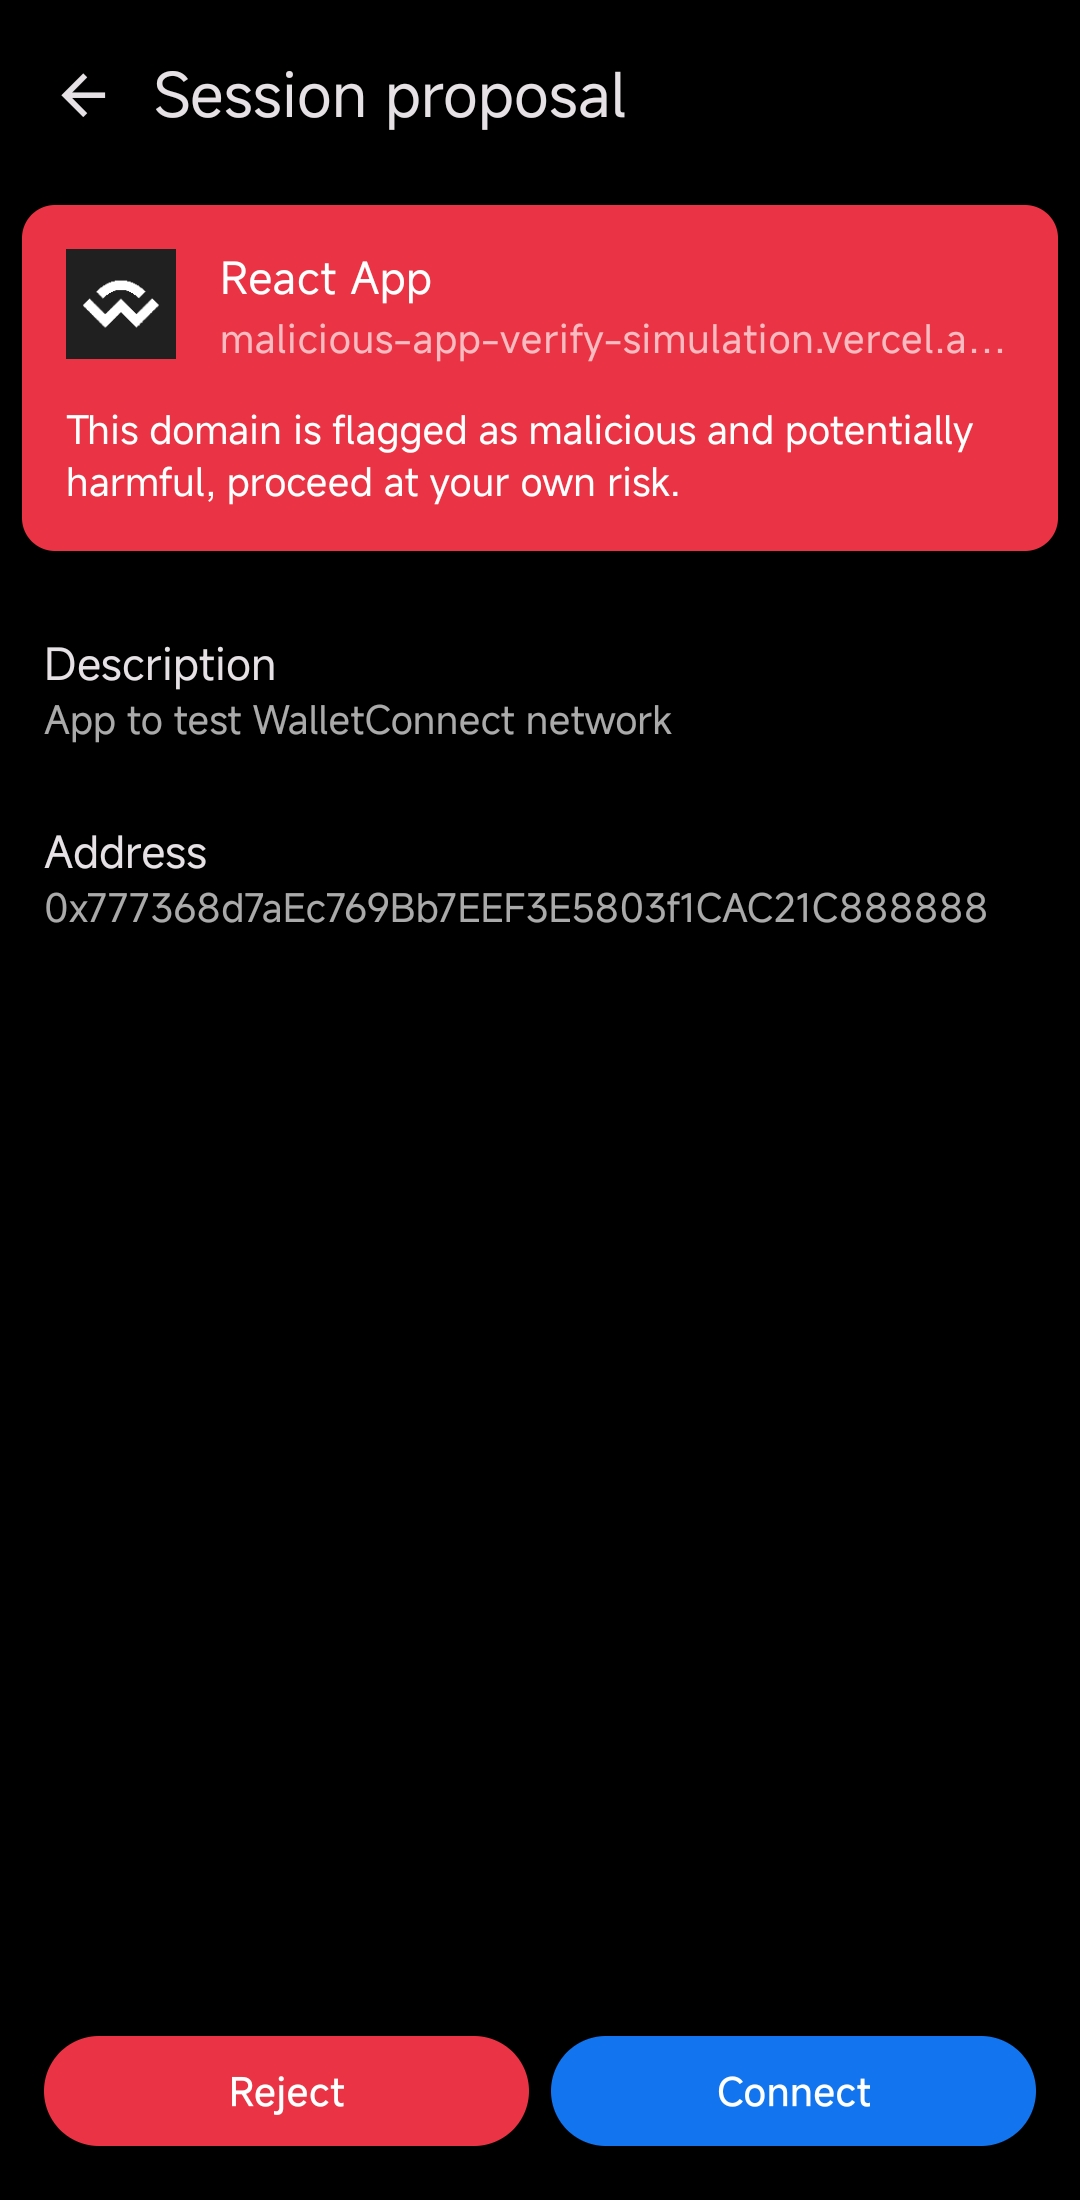 Session proposal
React App
malicious-app-verify-simulation.vercel.a...
This domain is flagged as malicious and potentially
harmful, proceed at your own risk.
Description
App to test WalletConnect network
Address
0x777368d7aEc769Bb7EEF3E5803f1CAC21C888888
Reject
Connect